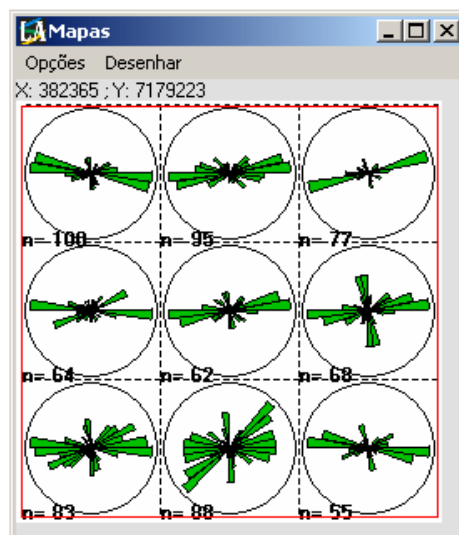 Mapas
Opções Desenhar
X: 382365 ; Y: 7179223
n= 100 n= 95 n= 77
n= 64 n= 62 n= 68
n= 83 n= 88 n= 55